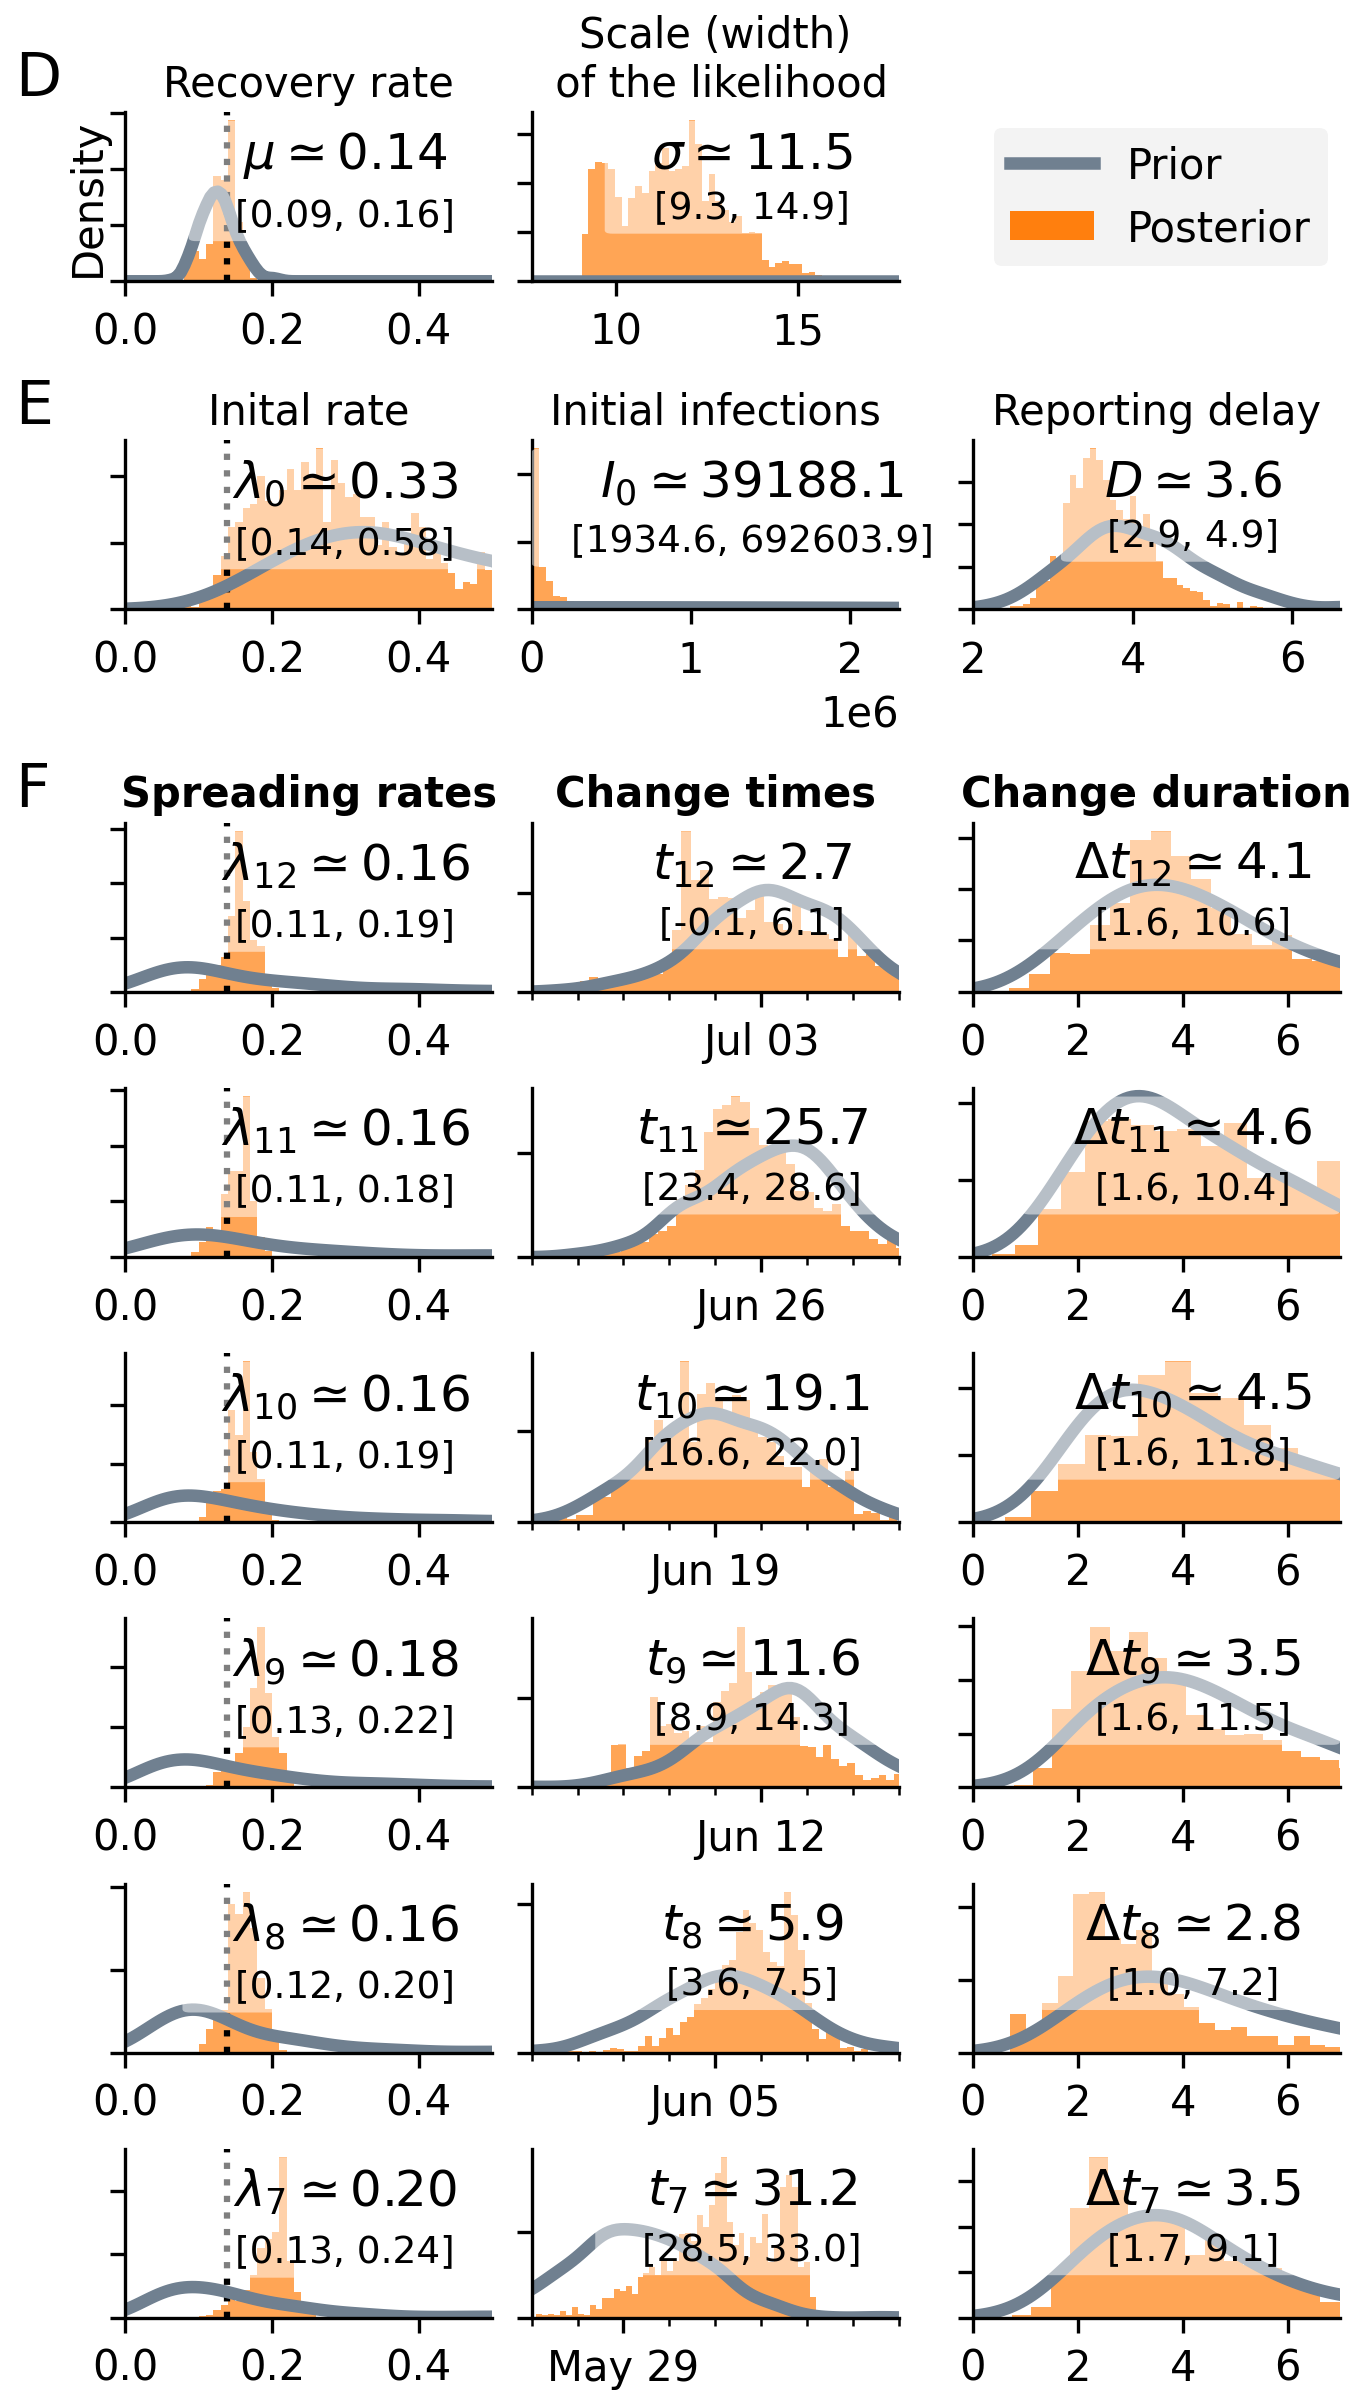 D
Recovery rate
Scale (width)
of the likelihood
Density
μ ≃ 0.14
[0.09, 0.16]
0.0 0.2 0.4
σ ≃ 11.5
[9.3, 14.9]
10 15
Prior
Posterior
E
Inital rate
λ0 ≃ 0.33
[0.14, 0.58]
0.0 0.2 0.4
Initial infections
I0 ≃ 39188.1
[1934.6, 692603.9]
0 1 2
1e6
Reporting delay
D ≃ 3.6
[2.9, 4.9]
2 4 6
F
Spreading rates
Change times
Change duration
λ12 ≃ 0.16
[0.11, 0.19]
0.0 0.2 0.4
t12 ≃ 2.7
[-0.1, 6.1]
Jul 03
Δt12 ≃ 4.1
[1.6, 10.6]
0 2 4 6
λ11 ≃ 0.16
[0.11, 0.18]
0.0 0.2 0.4
t11 ≃ 25.7
[23.4, 28.6]
Jun 26
Δt11 ≃ 4.6
[1.6, 10.4]
0 2 4 6
λ10 ≃ 0.16
[0.11, 0.19]
0.0 0.2 0.4
t10 ≃ 19.1
[16.6, 22.0]
Jun 19
Δt10 ≃ 4.5
[1.6, 11.8]
0 2 4 6
λ9 ≃ 0.18
[0.13, 0.22]
0.0 0.2 0.4
t9 ≃ 11.6
[8.9, 14.3]
Jun 12
Δt9 ≃ 3.5
[1.6, 11.5]
0 2 4 6
λ8 ≃ 0.16
[0.12, 0.20]
0.0 0.2 0.4
t8 ≃ 5.9
[3.6, 7.5]
Jun 05
Δt8 ≃ 2.8
[1.0, 7.2]
0 2 4 6
λ7 ≃ 0.20
[0.13, 0.24]
0.0 0.2 0.4
t7 ≃ 31.2
[28.5, 33.0]
May 29
Δt7 ≃ 3.5
[1.7, 9.1]
0 2 4 6